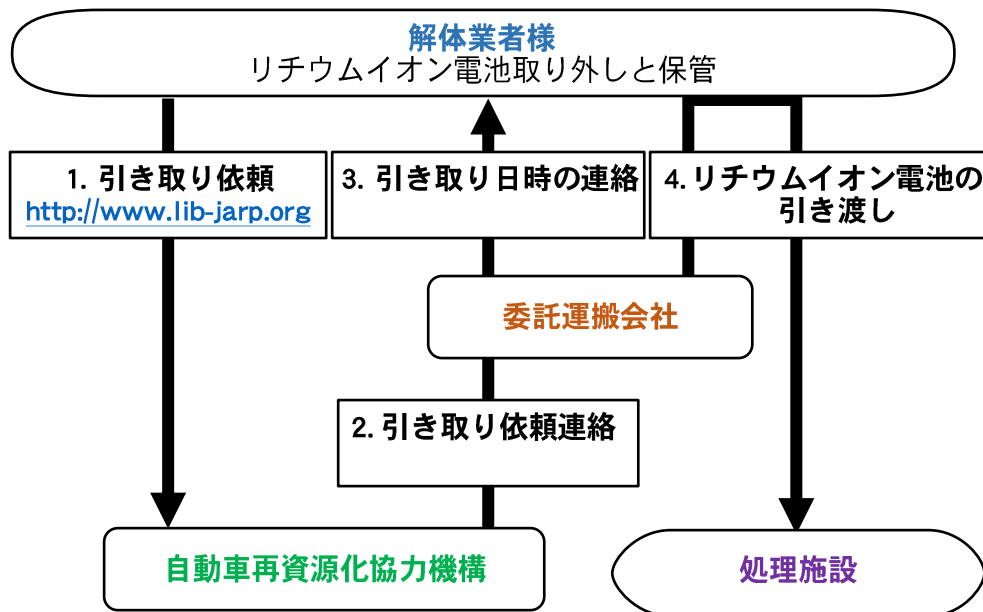 解体業者様
リチウムイオン電池取り外しと保管
1. 引き取り依頼
http://www.lib-jarp.org
3. 引き取り日時の連絡
4.リチウムイオン電池の
引き渡し
委託運搬会社
2. 引き取り依頼連絡
自動車再資源化協力機構
処理施設